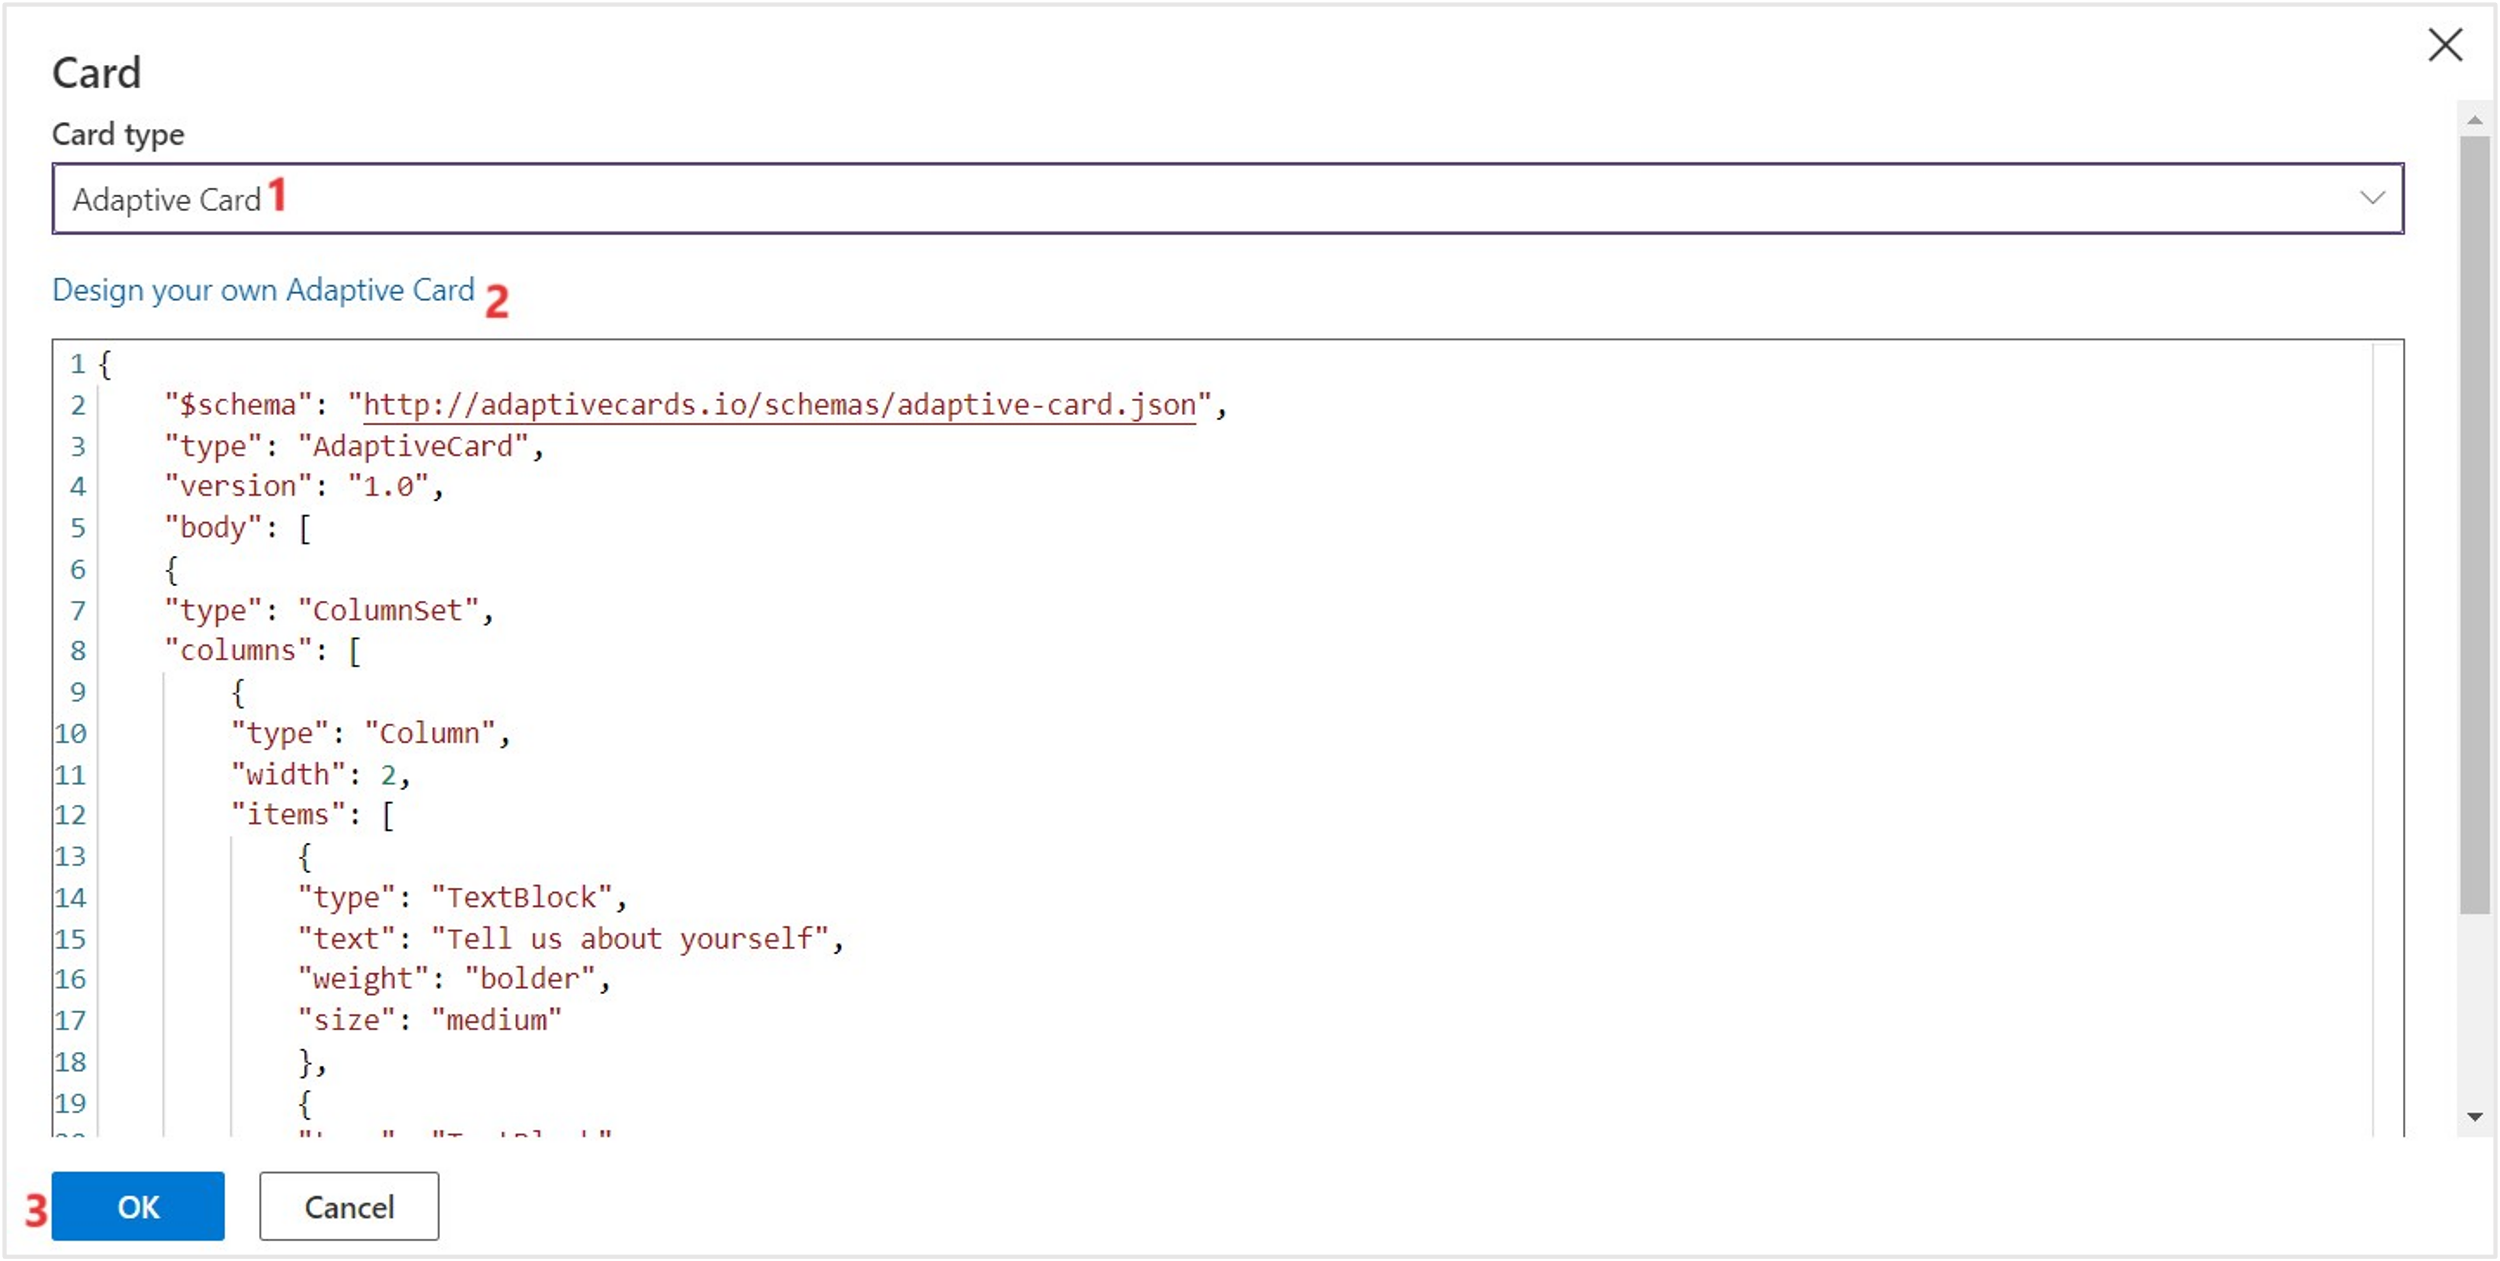 Card
Card type
Adaptive Card 1
Design your own Adaptive Card 2
1 {
2 "$schema": "http://adaptivecards.io/schemas/adaptive-card.json",
3 "type": "AdaptiveCard",
4 "version": "1.0",
5 "body": [
6 {
7 "type": "ColumnSet",
8 "columns": [
9 {
10 "type": "Column",
11 "width": 2,
12 "items": [
13 {
14 "type": "TextBlock",
15 "text": "Tell us about yourself",
16 "weight": "bolder",
17 "size": "medium"
18 },
19 {
3 OK Cancel